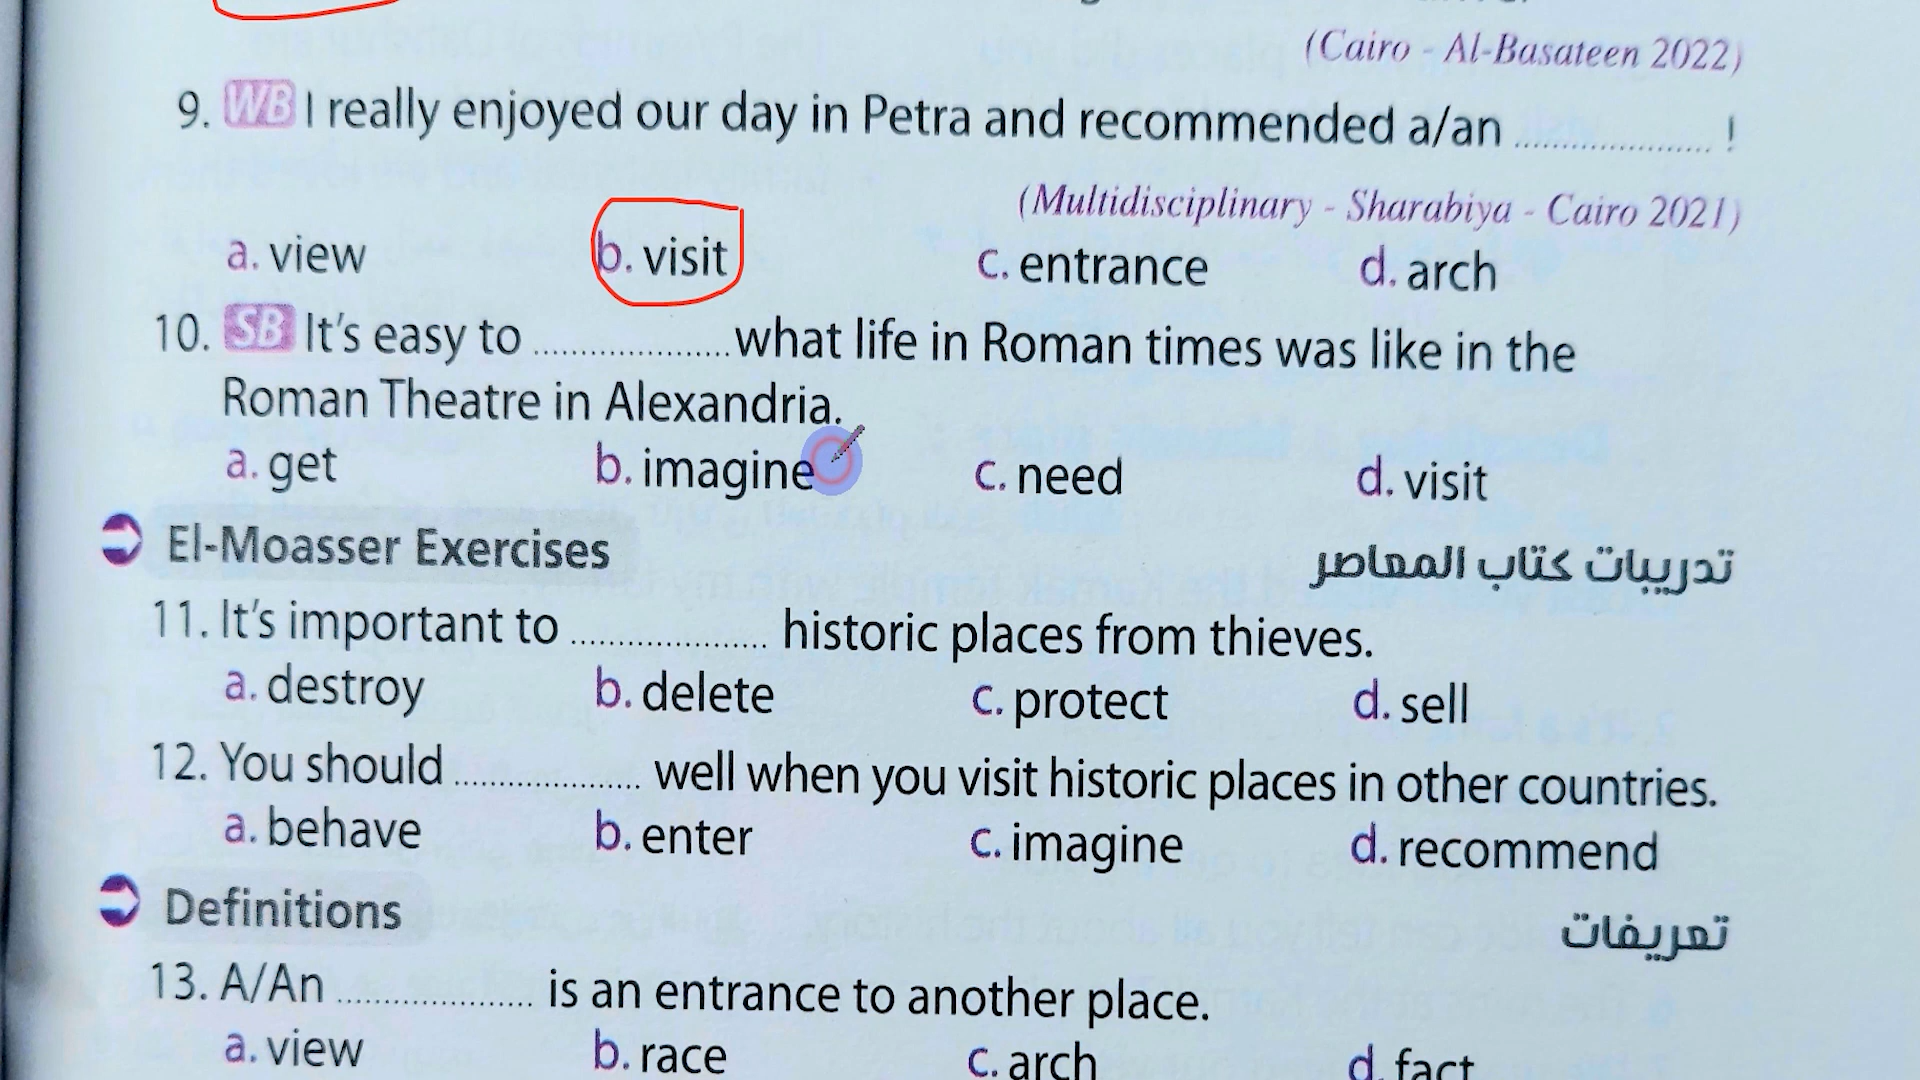 (Cairo - Al-Basateen 2022)
9. WB I really enjoyed our day in Petra and recommended a/an .................... !
(Multidisciplinary - Sharabiya - Cairo 2021)
a. view b. visit c. entrance d. arch
10. SB It's easy to .................... what life in Roman times was like in the
Roman Theatre in Alexandria.
a. get b. imagine c. need d. visit
El-Moasser Exercises تدريبات كتاب المعاصر
11. It's important to .................... historic places from thieves.
a. destroy b. delete c. protect d. sell
12. You should .................... well when you visit historic places in other countries.
a. behave b. enter c. imagine d. recommend
Definitions تعريفات
13. A/An .................... is an entrance to another place.
a. view b. race c. arch d. fact